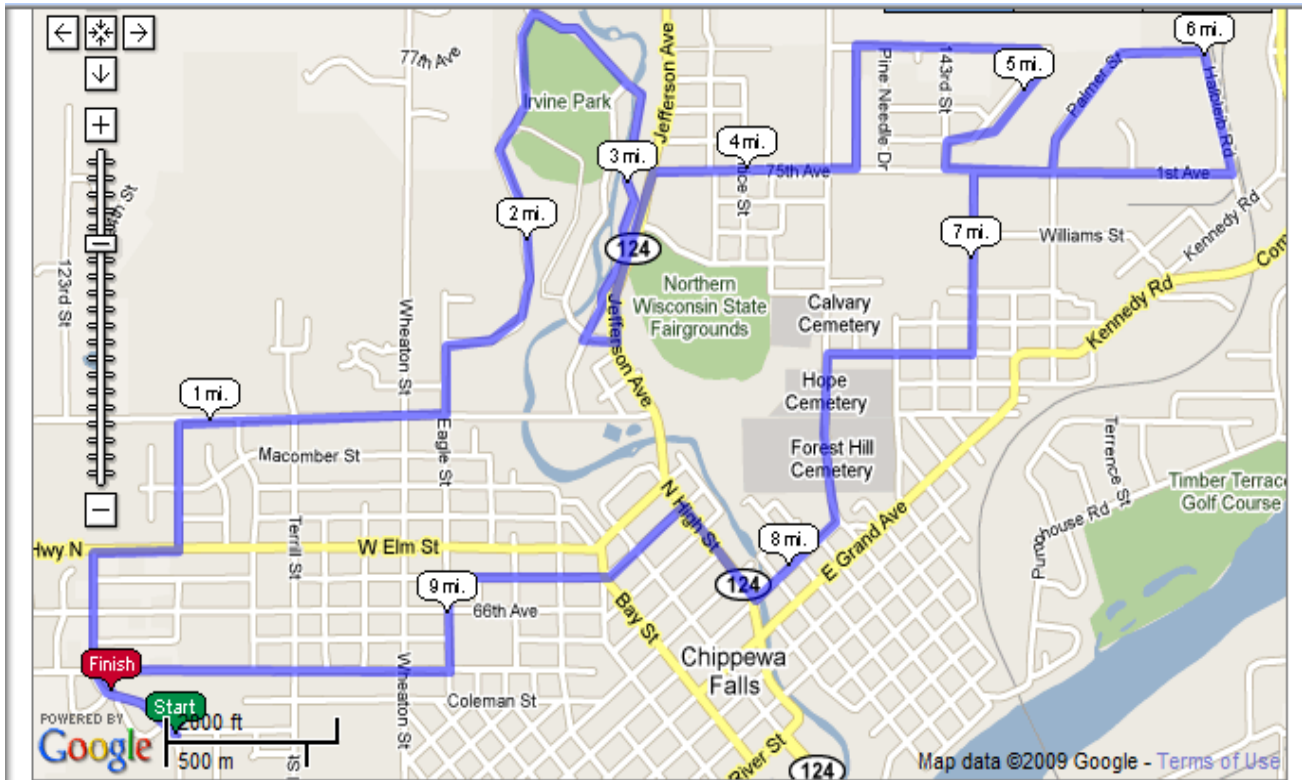 77th Ave
Irvine Park
Jefferson Ave
Pine Needle Dr
143rd St
5 mi.
Palmer St
6 mi.
Halbleib Rd
3 mi.
4 mi.
75th Ave
1st Ave
123rd St
2 mi.
124
7 mi.
Williams St
Kennedy Rd
Northern
Wisconsin State
Fairgrounds
Calvary
Cemetery
Kennedy Rd
Wheaton St
Jefferson Ave
Hope
Cemetery
1 mi.
Eagle St
Macomber St
Forest Hill
Cemetery
Terrence St
Timber Terrace
Golf Course
N High St
Terrill St
Hwy N
W Elm St
8 mi.
E Grand Ave
124
9 mi.
66th Ave
Bay St
Finish
Wheaton St
Chippewa
Falls
Coleman St
Start
2000 ft
POWERED BY
Google
500 m
River St
124
Map data ©2009 Google - Terms of Use